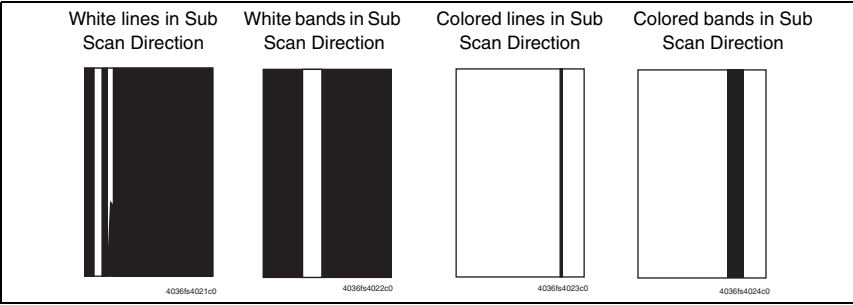 White lines in Sub
Scan Direction
White bands in Sub
Scan Direction
Colored lines in Sub
Scan Direction
Colored bands in Sub
Scan Direction
4036fs4021c0
4036fs4022c0
4036fs4023c0
4036fs4024c0